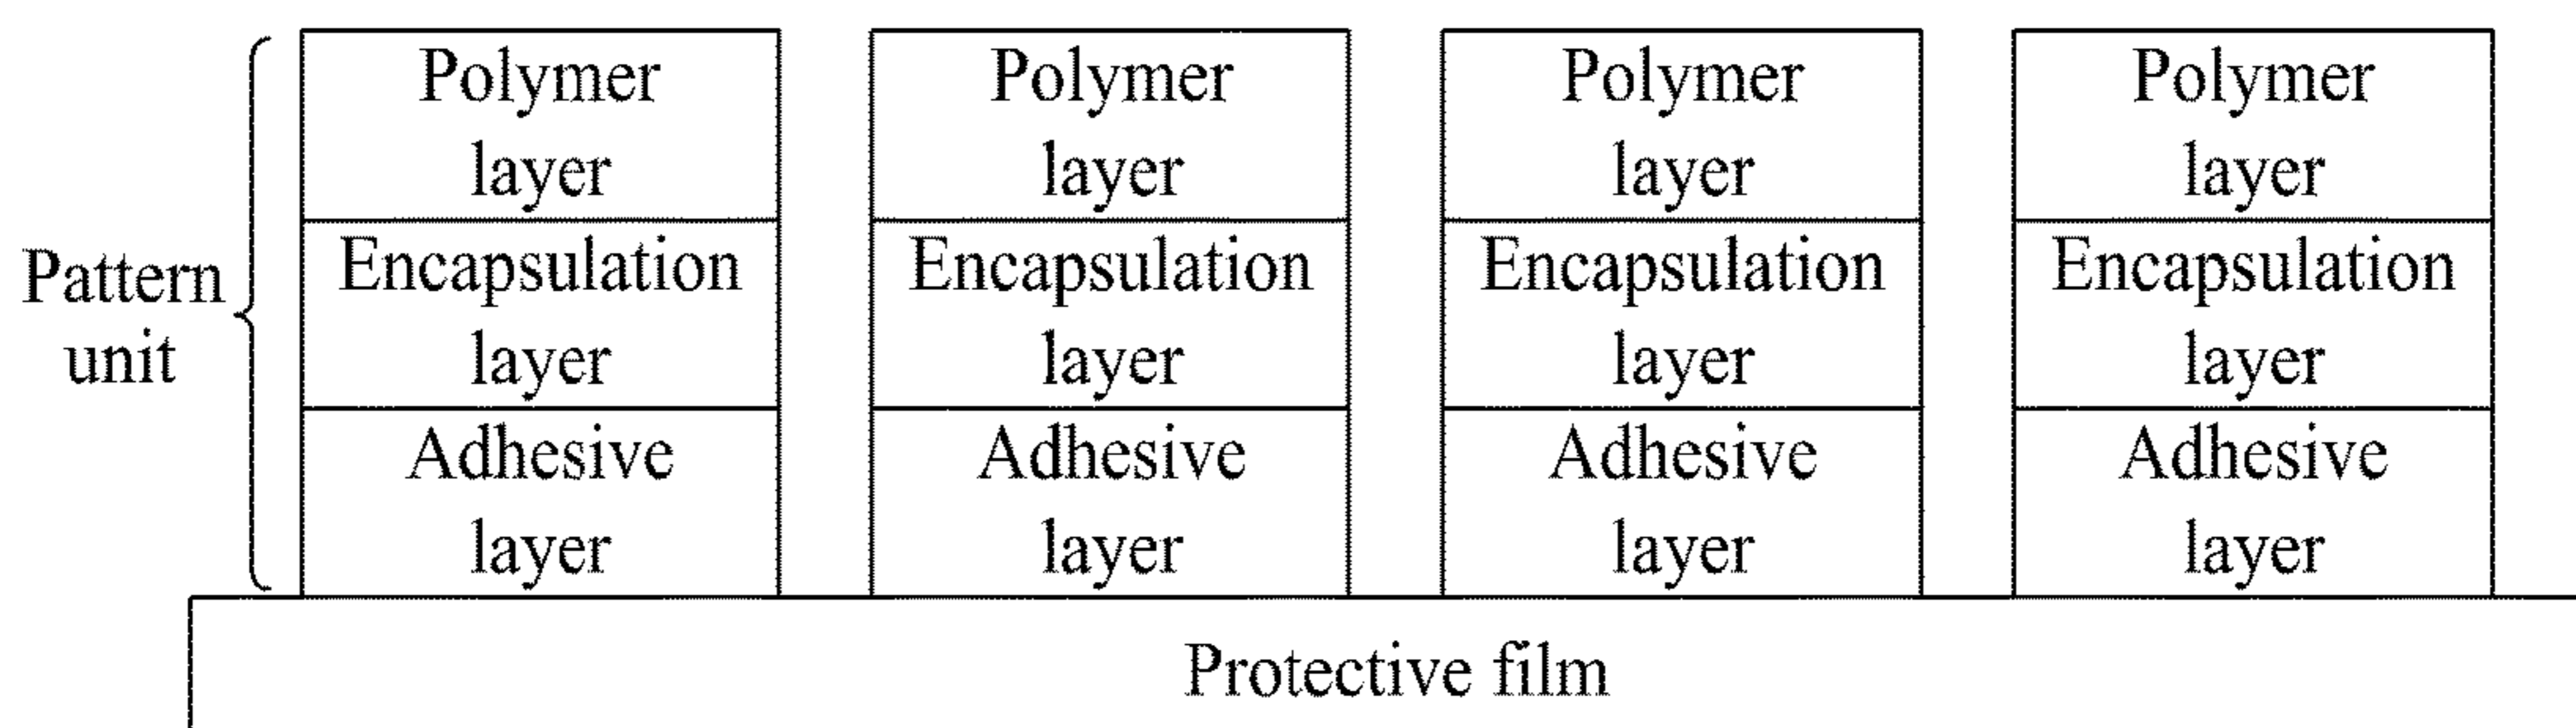 Pattern
unit
Polymer
layer
Encapsulation
layer
Adhesive
layer
Polymer
layer
Encapsulation
layer
Adhesive
layer
Polymer
layer
Encapsulation
layer
Adhesive
layer
Polymer
layer
Encapsulation
layer
Adhesive
layer
Protective film